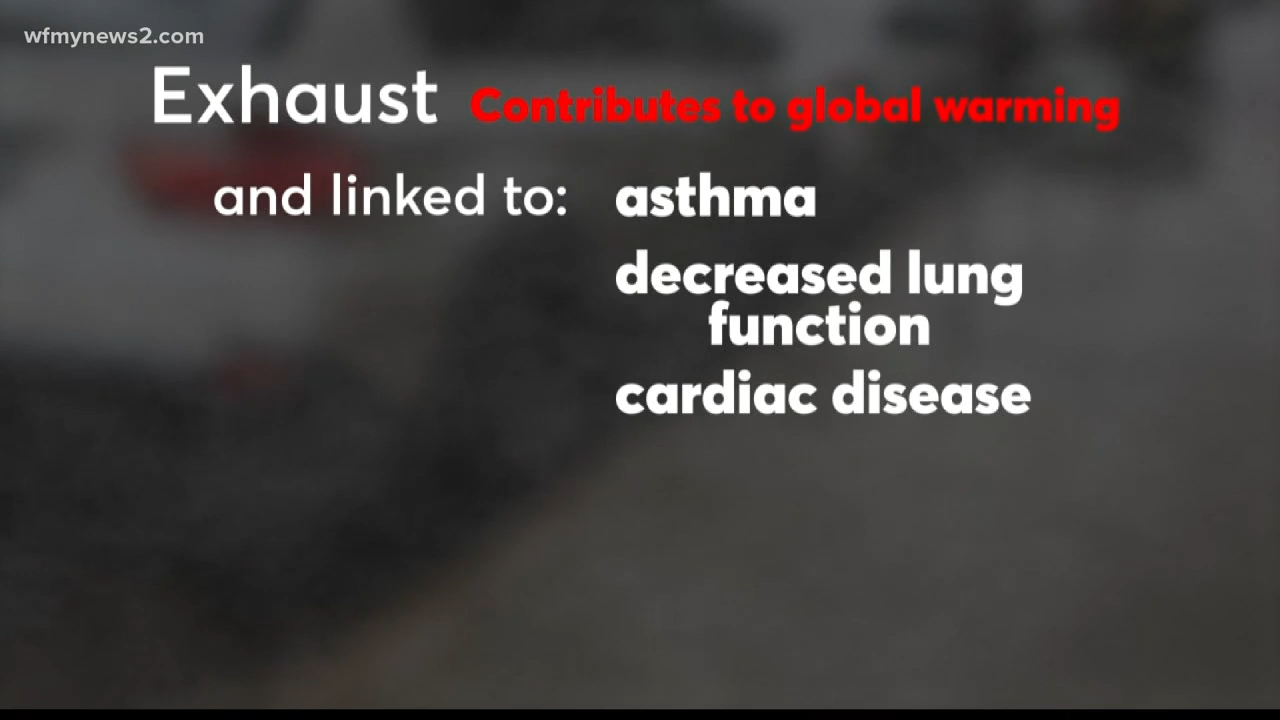 wfmynews2.com
Exhaust Contributes to global warming
and linked to: asthma
decreased lung
function
cardiac disease